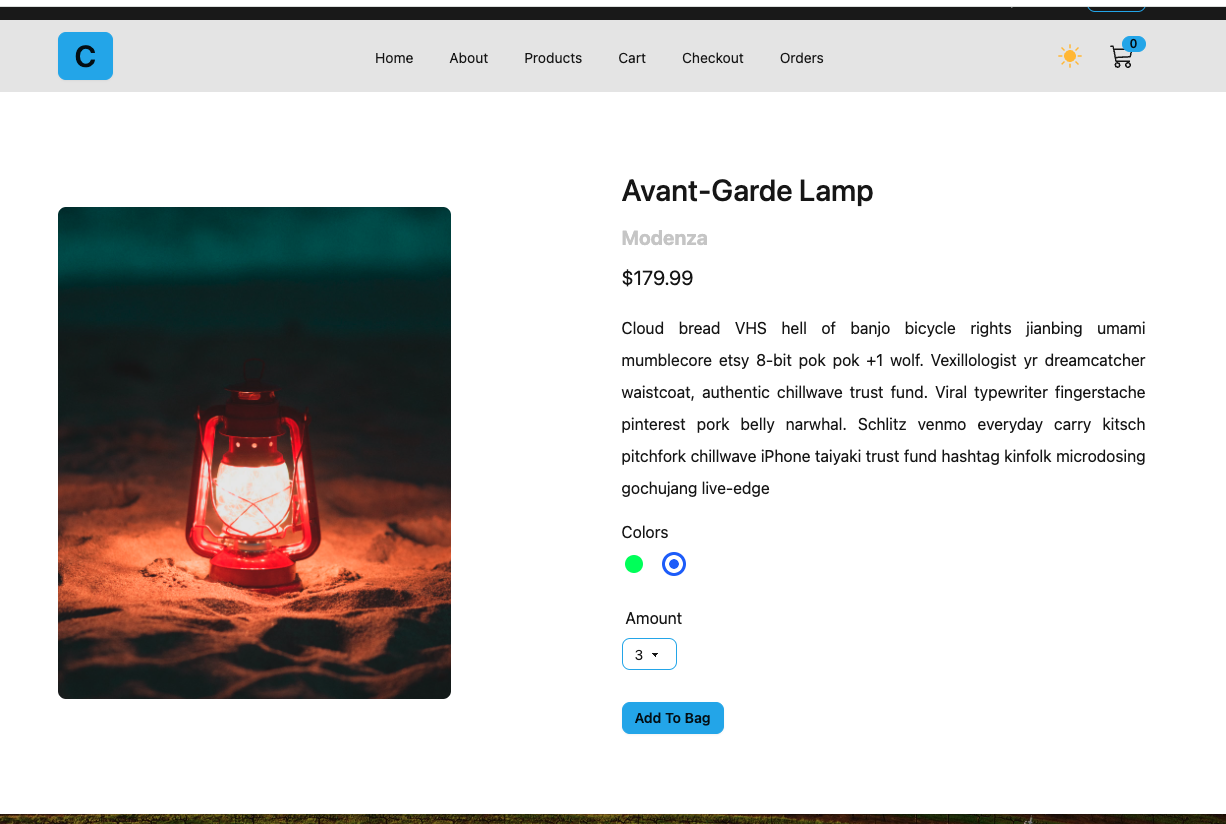 C
Home About Products Cart Checkout Orders
0
Avant-Garde Lamp
Modenza
$179.99
Cloud bread VHS hell of banjo bicycle rights jianbing umami
mumblecore etsy 8-bit pok pok +1 wolf. Vexillologist yr dreamcatcher
waistcoat, authentic chillwave trust fund. Viral typewriter fingerstache
pinterest pork belly narwhal. Schlitz venmo everyday carry kitsch
pitchfork chillwave iPhone taiyaki trust fund hashtag kinfolk microdosing
gochujang live-edge
Colors
Amount
3
Add To Bag